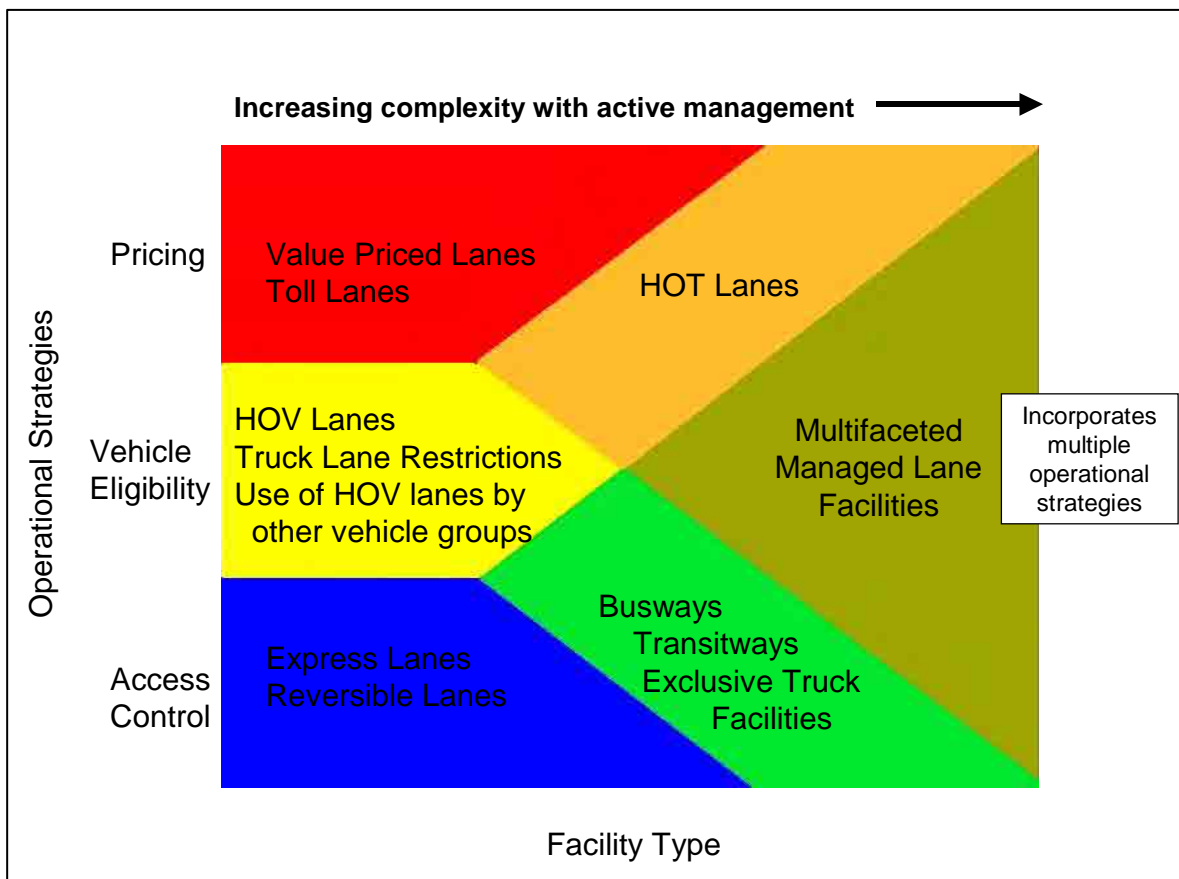 Increasing complexity with active management
Operational Strategies
Pricing
Value Priced Lanes
Toll Lanes
HOT Lanes
Vehicle
Eligibility
HOV Lanes
Truck Lane Restrictions
Use of HOV lanes by
other vehicle groups
Multifaceted
Managed Lane
Facilities
Incorporates
multiple
operational
strategies
Access
Control
Express Lanes
Reversible Lanes
Busways
Transitways
Exclusive Truck
Facilities
Facility Type